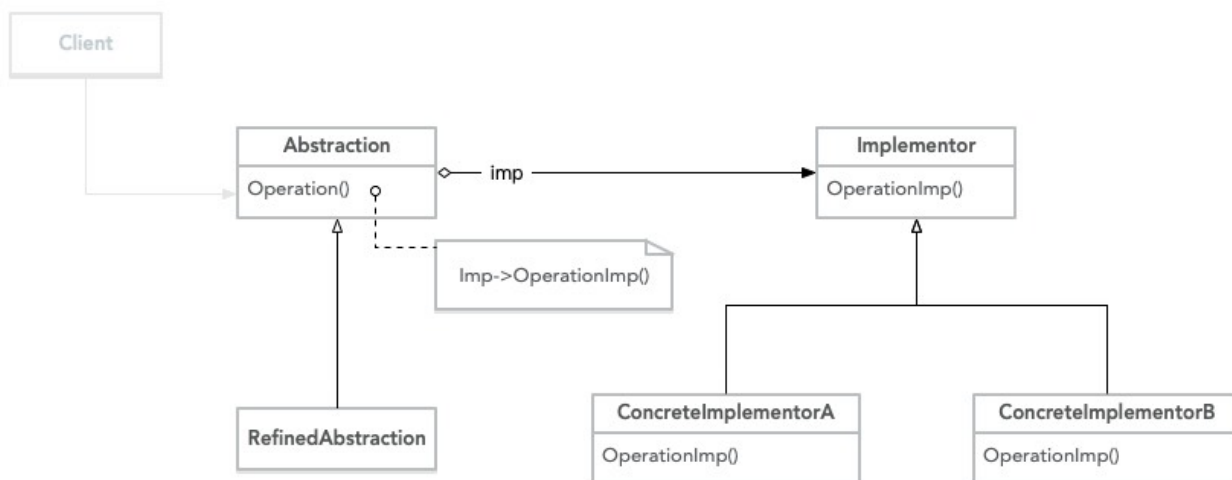 Client
Abstraction
Operation()
imp
Implementor
OperationImp()
Imp->OperationImp()
RefinedAbstraction
ConcreteImplementorA
OperationImp()
ConcreteImplementorB
OperationImp()